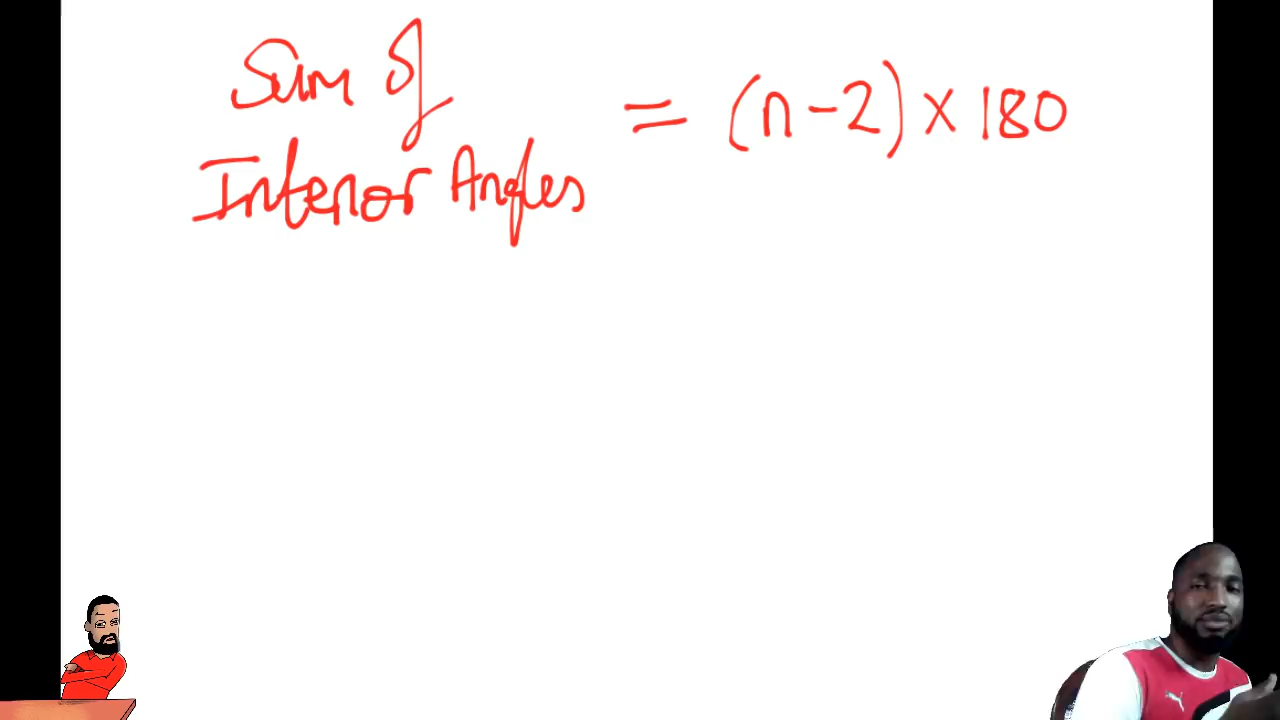 Sum of
Interior Angles
= (n-2) × 180